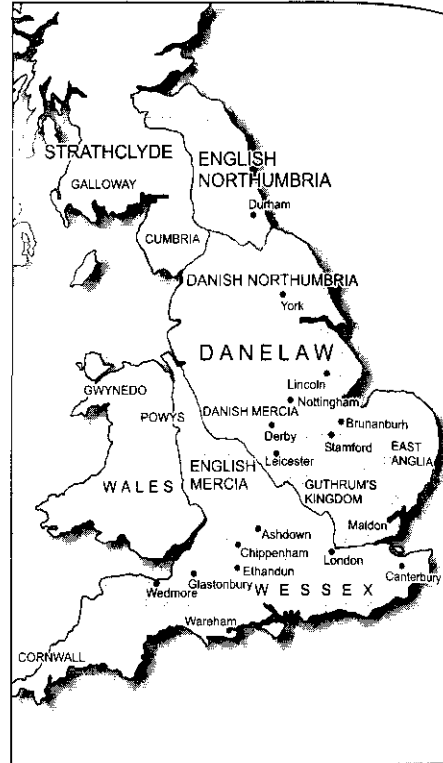 STRATHCLYDE
ENGLISH
NORTHUMBRIA
GALLOWAY
Durham
CUMBRIA
DANISH NORTHUMBRIA
York
DANELAW
Lincoln
GWYNEDO
Nottingham
POWYS
DANISH MERCIA
Brunanburh
Derby
Stamford
EAST
ANGLIA
Leicester
ENGLISH
MERCIA
WALES
GUTHRUM'S
KINGDOM
Maldon
Ashdown
Chippenham
London
Ethandun
Canterbury
Glastonbury
Wedmore
WESSEX
Wareham
CORNWALL